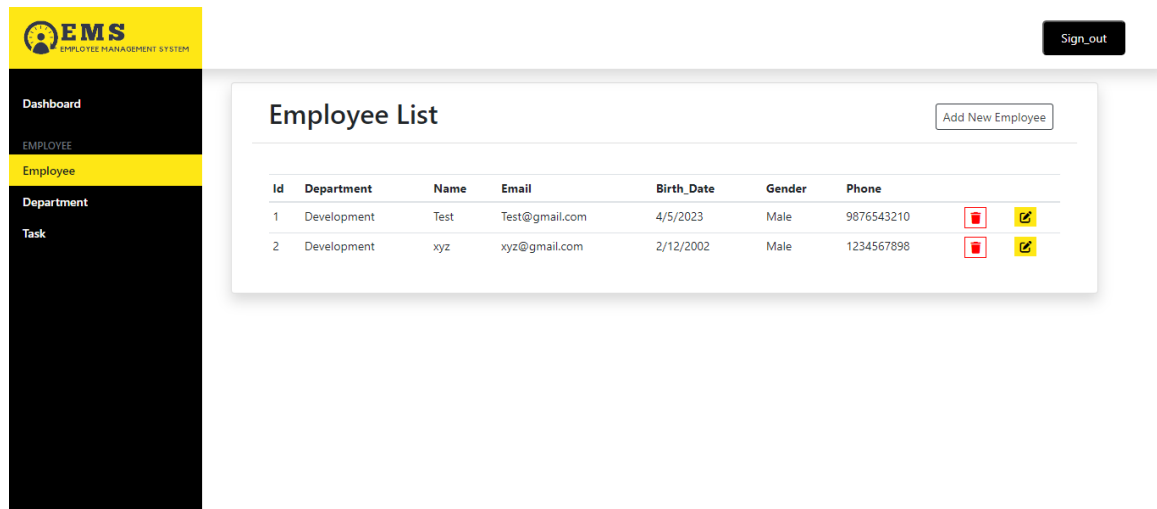 EMS
EMPLOYEE MANAGEMENT SYSTEM
Sign_out
Dashboard
EMPLOYEE
Employee
Department
Task
Employee List
Add New Employee
Id Department Name Email Birth_Date Gender Phone
1 Development Test Test@gmail.com 4/5/2023 Male 9876543210
2 Development xyz xyz@gmail.com 2/12/2002 Male 1234567898